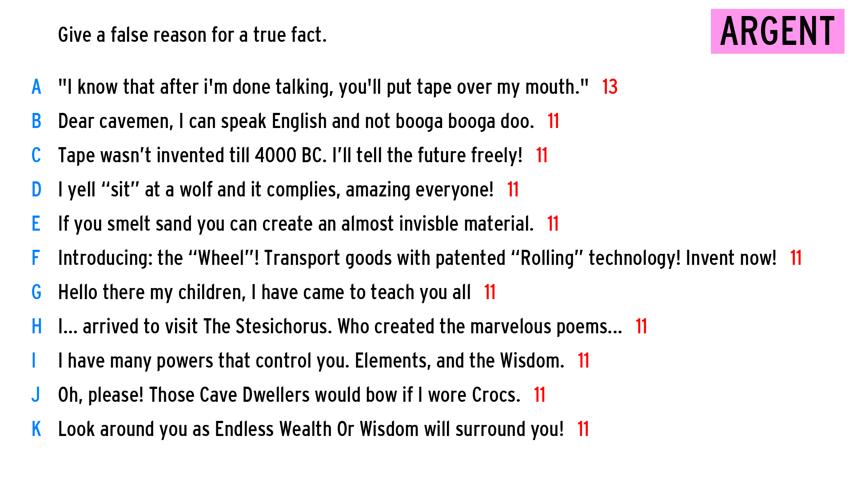 Give a false reason for a true fact.
ARGENT
A "I know that after i'm done talking, you'll put tape over my mouth." 13
B Dear cavemen, I can speak English and not booga booga doo. 11
C Tape wasn't invented till 4000 BC. I'll tell the future freely! 11
D I yell “sit” at a wolf and it complies, amazing everyone! 11
E If you smelt sand you can create an almost invisble material. 11
F Introducing: the “Wheel”! Transport goods with patented “Rolling” technology! Invent now! 11
G Hello there my children, I have came to teach you all 11
H I... arrived to visit The Stesichorus. Who created the marvelous poems... 11
I I have many powers that control you. Elements, and the Wisdom. 11
J Oh, please! Those Cave Dwellers would bow if I wore Crocs. 11
K Look around you as Endless Wealth Or Wisdom will surround you! 11